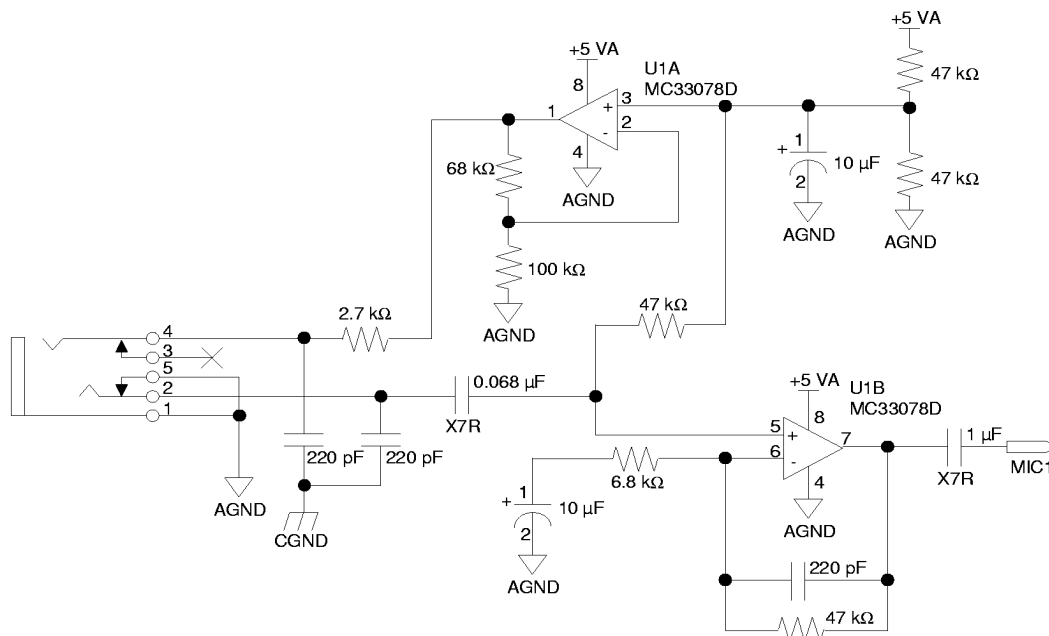 +5 VA
47 kΩ
+5 VA
U1A
MC33078D
8
1
3
+
2
-
4
AGND
68 kΩ
+
1
10 µF
2
AGND
47 kΩ
AGND
100 kΩ
AGND
2.7 kΩ
47 kΩ
4
3
5
2
1
0.068 µF
X7R
220 pF
220 pF
AGND
CGND
+5 VA
U1B
MC33078D
8
5
+
7
6
-
4
AGND
6.8 kΩ
+
1
10 µF
2
AGND
1 µF
X7R
MIC1
220 pF
47 kΩ